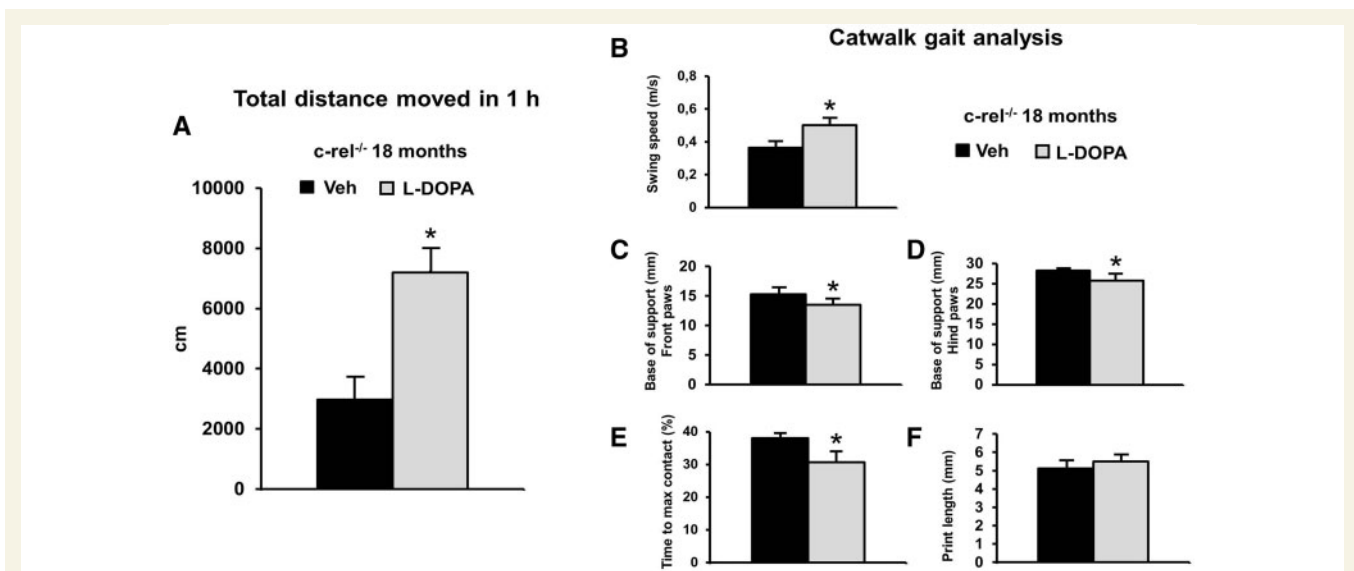 Total distance moved in 1 h
A
c-rel-/- 18 months
Veh L-DOPA
10000
8000
6000
4000
2000
0
cm
*
Catwalk gait analysis
B
Swing speed (m/s)
0,8
0,6
0,4
0,2
0
*
c-rel-/- 18 months
Veh L-DOPA
C
Base of support (mm)
Front paws
20
15
10
5
0
*
D
Base of support (mm)
Hind paws
30
25
20
15
10
5
0
*
E
Time to max contact (%)
40
30
20
10
0
*
F
Print length (mm)
7
6
5
4
3
2
1
0